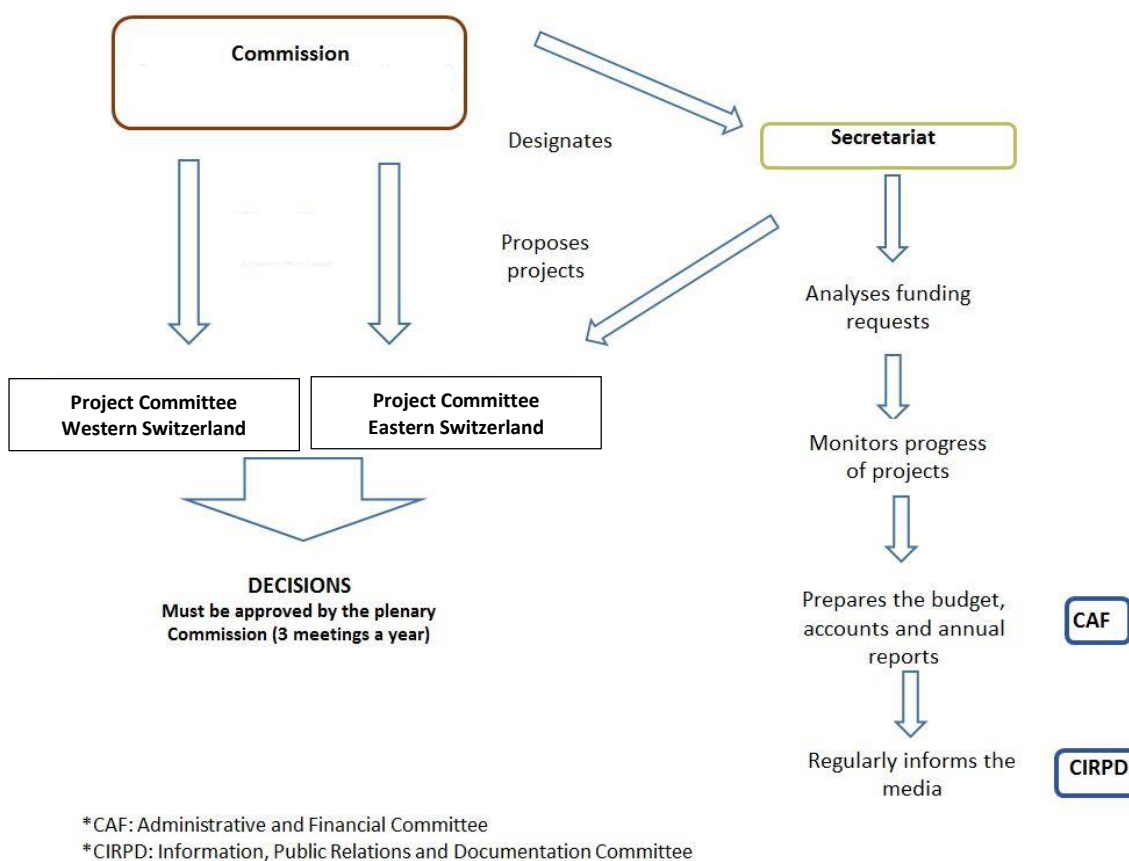 Commission
Designates
Secretariat
Proposes
projects
Analyses funding
requests
Project Committee
Western Switzerland
Project Committee
Eastern Switzerland
Monitors progress
of projects
DECISIONS
Must be approved by the plenary
Commission (3 meetings a year)
Prepares the budget,
accounts and annual
reports
CAF
Regularly informs the
media
CIRPD
*CAF: Administrative and Financial Committee
*CIRPD: Information, Public Relations and Documentation Committee